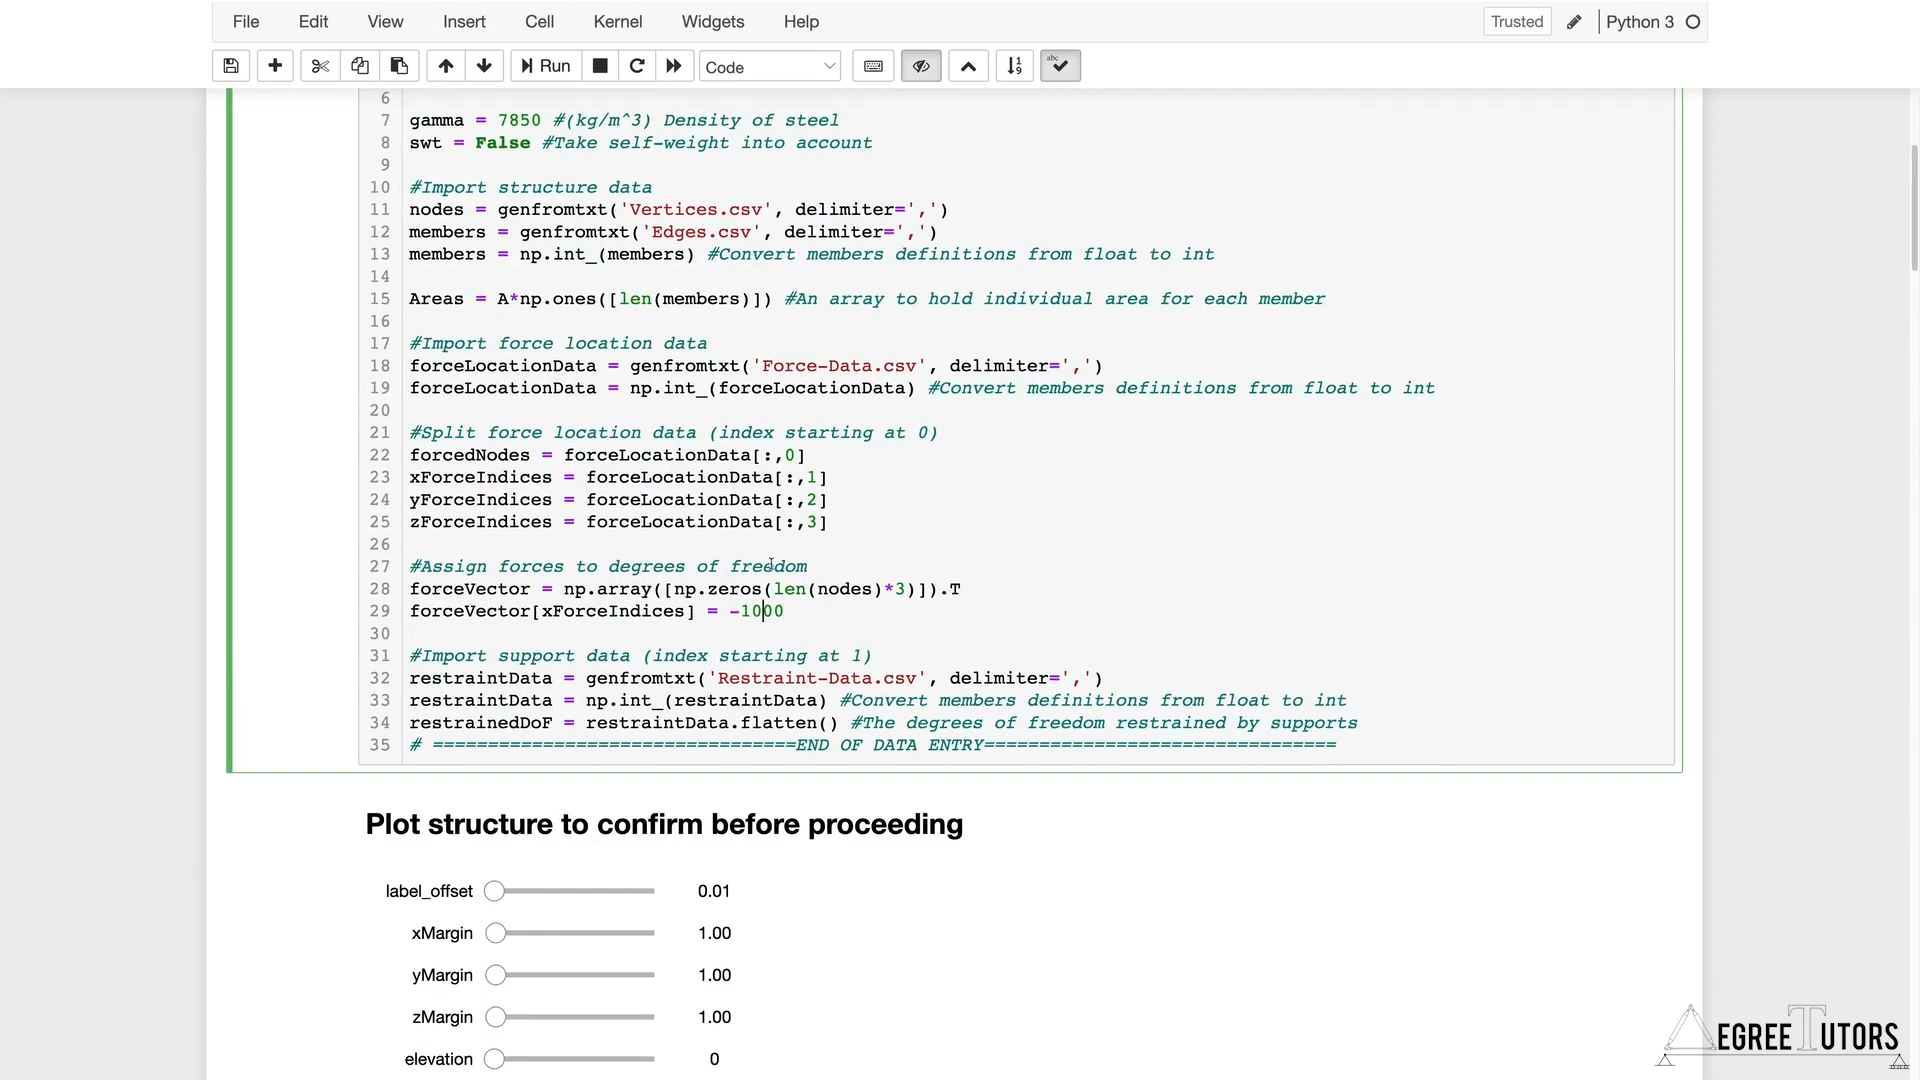 File Edit View Insert Cell Kernel Widgets Help Trusted Python 3
Run Code
6
7 gamma = 7850 #(kg/m^3) Density of steel
8 swt = False #Take self-weight into account
9
10 #Import structure data
11 nodes = genfromtxt('Vertices.csv', delimiter=',')
12 members = genfromtxt('Edges.csv', delimiter=',')
13 members = np.int_(members) #Convert members definitions from float to int
14
15 Areas = A*np.ones([len(members)]) #An array to hold individual area for each member
16
17 #Import force location data
18 forceLocationData = genfromtxt('Force-Data.csv', delimiter=',')
19 forceLocationData = np.int_(forceLocationData) #Convert members definitions from float to int
20
21 #Split force location data (index starting at 0)
22 forcedNodes = forceLocationData[:,0]
23 xForceIndices = forceLocationData[:,1]
24 yForceIndices = forceLocationData[:,2]
25 zForceIndices = forceLocationData[:,3]
26
27 #Assign forces to degrees of freedom
28 forceVector = np.array([np.zeros(len(nodes)*3)]).T
29 forceVector[xForceIndices] = -1000
30
31 #Import support data (index starting at 1)
32 restraintData = genfromtxt('Restraint-Data.csv', delimiter=',')
33 restraintData = np.int_(restraintData) #Convert members definitions from float to int
34 restrainedDoF = restraintData.flatten() #The degrees of freedom restrained by supports
35 # =================================END OF DATA ENTRY================================
Plot structure to confirm before proceeding
label_offset 0.01
xMargin 1.00
yMargin 1.00
zMargin 1.00
elevation 0
DEGREE TUTORS